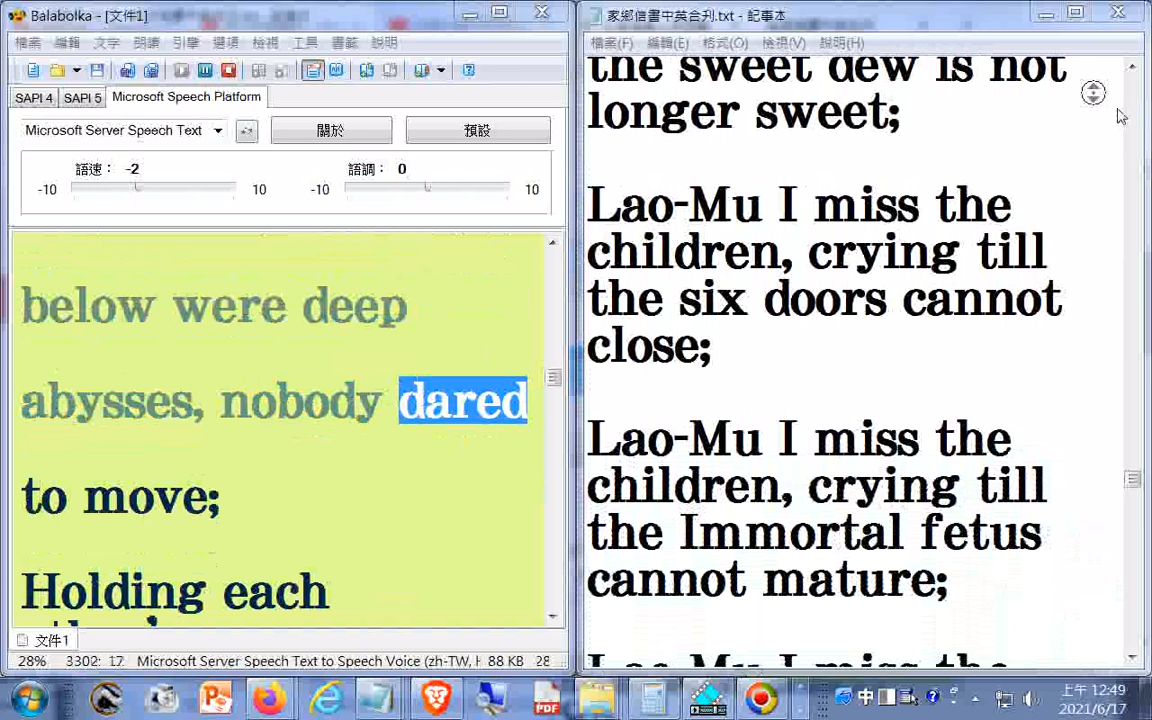 Balabolka - [文件1]
檔案 編輯 文字 朗讀 引擎 選項 檢視 工具 書籤 說明
SAPI 4 SAPI 5 Microsoft Speech Platform
Microsoft Server Speech Text
關於
預設
語速： -2
語調： 0
-10 10
-10 10
below were deep
abysses, nobody dared
to move;
Holding each
文件1
28% 3302: 17 Microsoft Server Speech Text to Speech Voice (zh-TW, H 88 KB 28
家鄉信書中英合刋.txt - 記事本
檔案(F) 編輯(E) 格式(O) 檢視(V) 說明(H)
the sweet dew is not
longer sweet;
Lao-Mu I miss the
children, crying till
the six doors cannot
close;
Lao-Mu I miss the
children, crying till
the Immortal fetus
cannot mature;
Lao-Mu I miss the
中
上午 12:49
2021/6/17